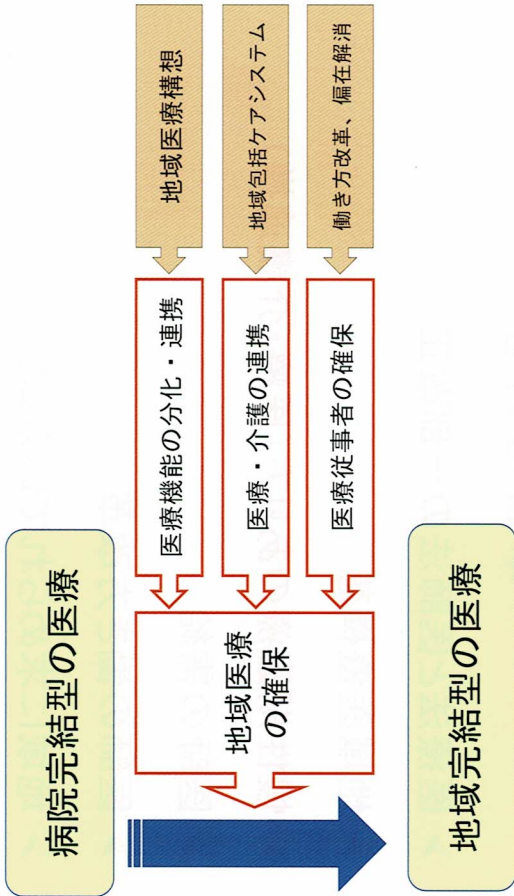 病院完結型の医療
地域医療
の確保
医療機能の分化・連携
地域医療構想
医療・介護の連携
地域包括ケアシステム
医療従事者の確保
働き方改革、偏在解消
地域完結型の医療